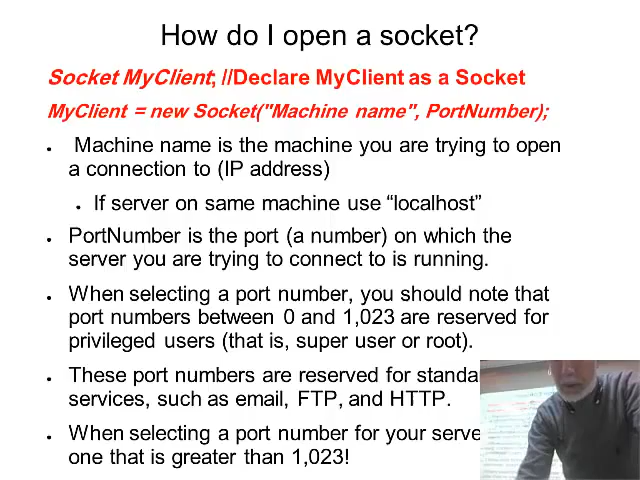 How do I open a socket?
Socket MyClient; //Declare MyClient as a Socket
MyClient = new Socket("Machine name", PortNumber);
• Machine name is the machine you are trying to open
a connection to (IP address)
• If server on same machine use “localhost”
• PortNumber is the port (a number) on which the
server you are trying to connect to is running.
• When selecting a port number, you should note that
port numbers between 0 and 1,023 are reserved for
privileged users (that is, super user or root).
• These port numbers are reserved for
services, such as email, FTP, and HTTP.
• When selecting a port number for your
one that is greater than 1,023!